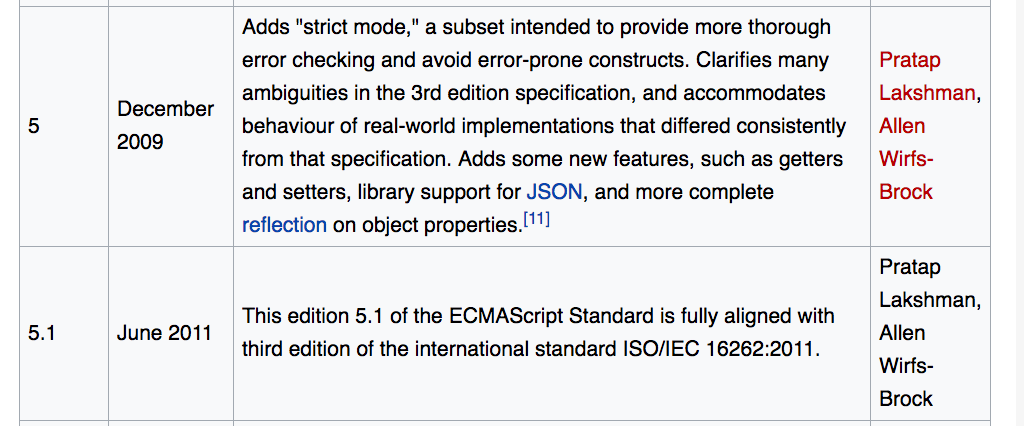 5
December
2009
Adds "strict mode," a subset intended to provide more thorough
error checking and avoid error-prone constructs. Clarifies many
ambiguities in the 3rd edition specification, and accommodates
behaviour of real-world implementations that differed consistently
from that specification. Adds some new features, such as getters
and setters, library support for JSON, and more complete
reflection on object properties.[11]
Pratap
Lakshman,
Allen
Wirfs-
Brock
5.1
June 2011
This edition 5.1 of the ECMAScript Standard is fully aligned with
third edition of the international standard ISO/IEC 16262:2011.
Pratap
Lakshman,
Allen
Wirfs-
Brock